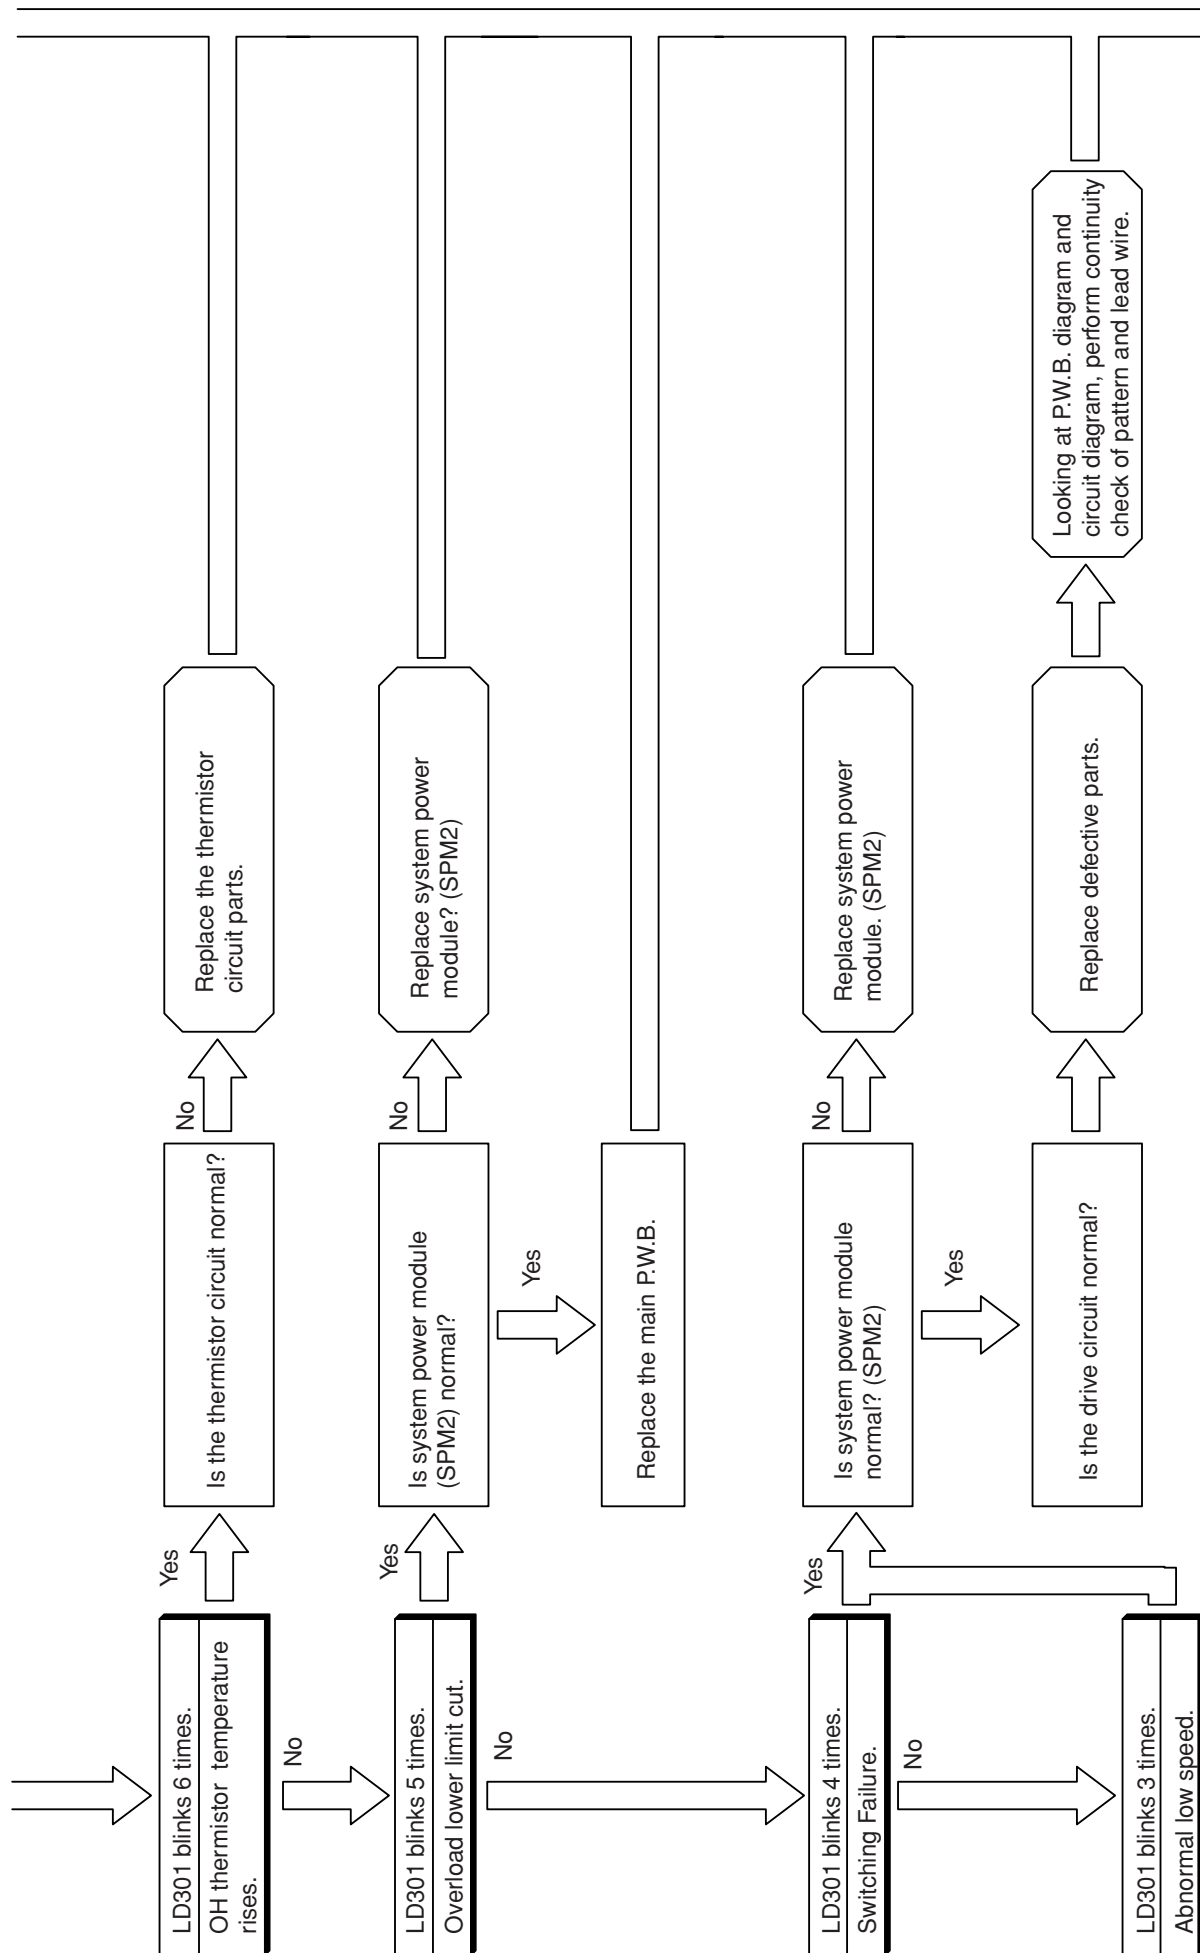 LD301 blinks 6 times.
OH thermistor temperature
rises.
Yes
Is the thermistor circuit normal?
No
Replace the thermistor
circuit parts.
No
LD301 blinks 5 times.
Overload lower limit cut.
Yes
Is system power module
(SPM2) normal?
No
Replace system power
module? (SPM2)
Yes
Replace the main P.W.B.
No
LD301 blinks 4 times.
Switching Failure.
Yes
Is system power module
normal? (SPM2)
No
Replace system power
module. (SPM2)
Yes
Is the drive circuit normal?
Replace defective parts.
Looking at P.W.B. diagram and
circuit diagram, perform continuity
check of pattern and lead wire.
No
LD301 blinks 3 times.
Abnormal low speed.